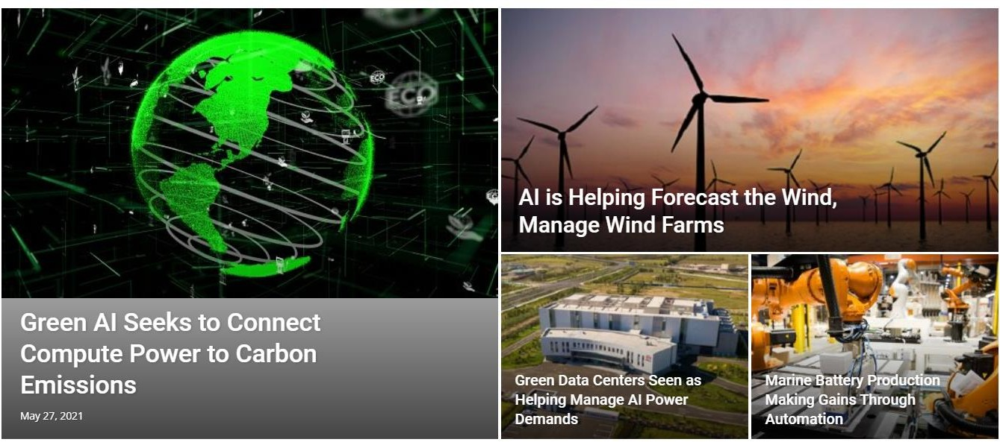 ECO
ECO
Green AI Seeks to Connect
Compute Power to Carbon
Emissions
May 27, 2021
AI is Helping Forecast the Wind,
Manage Wind Farms
Green Data Centers Seen as
Helping Manage AI Power
Demands
Marine Battery Production
Making Gains Through
Automation